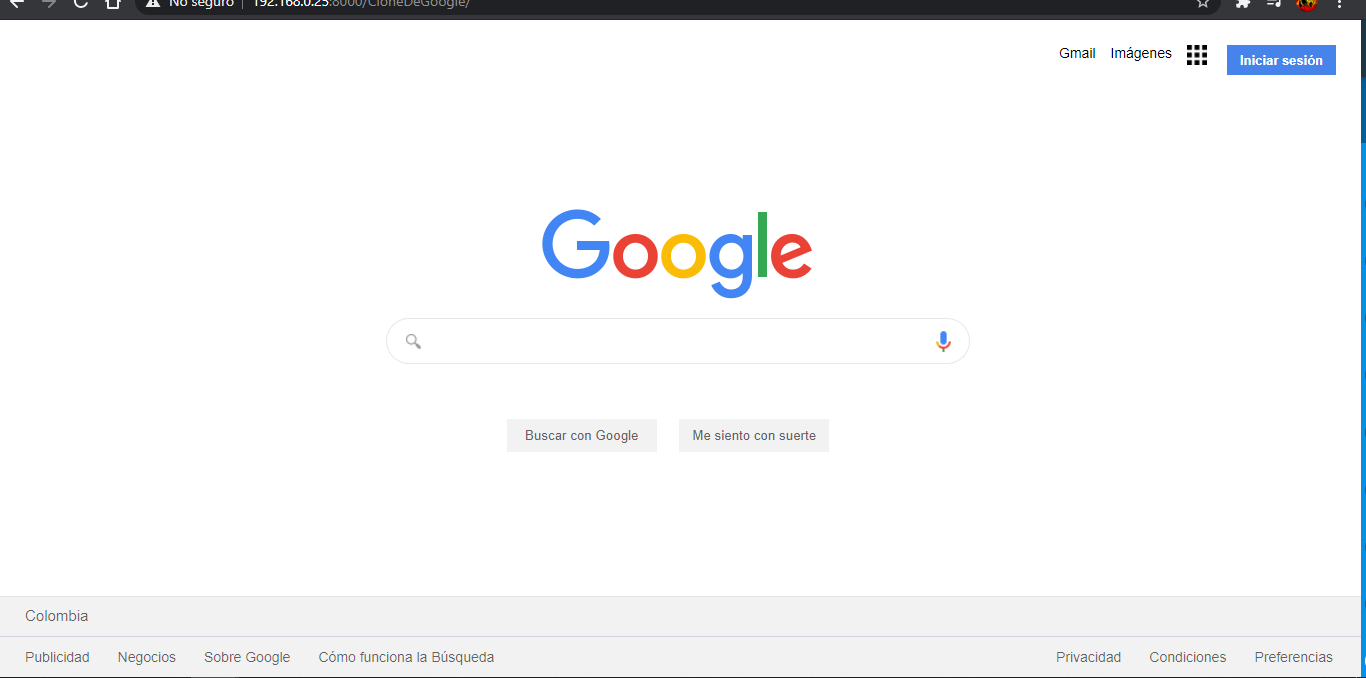 No seguro | 192.168.0.25:8000/CloneDeGoogle/
Gmail Imágenes Iniciar sesión
Google
Buscar con Google Me siento con suerte
Colombia
Publicidad Negocios Sobre Google Cómo funciona la Búsqueda Privacidad Condiciones Preferencias